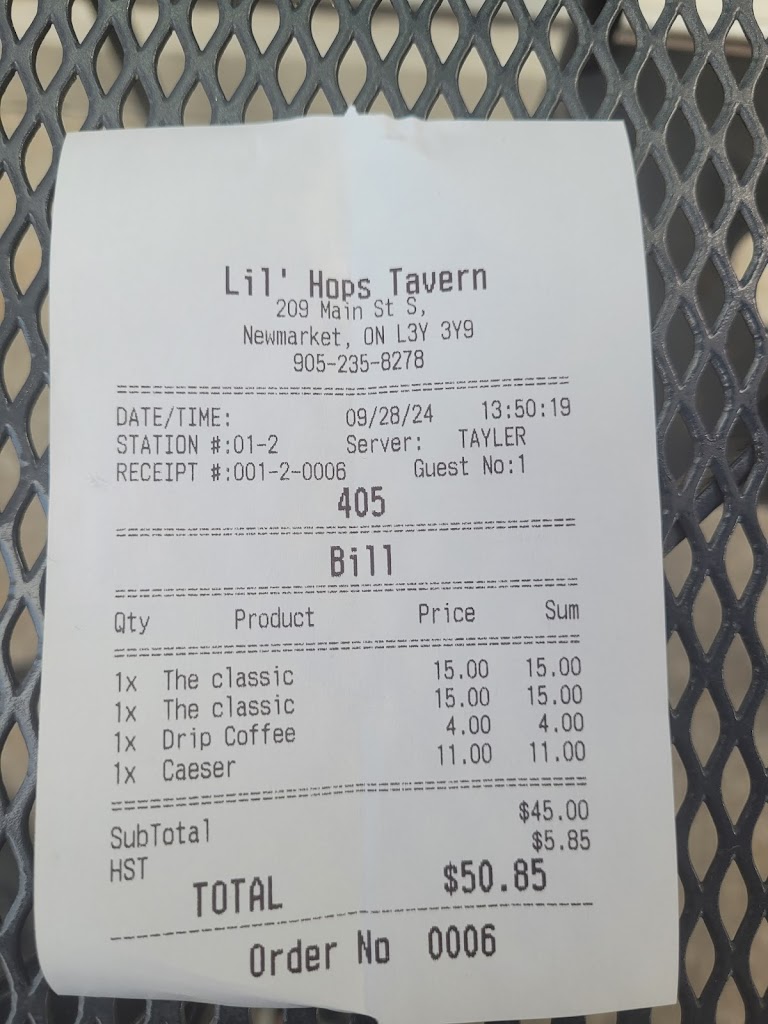 Lil' Hops Tavern
209 Main St S,
Newmarket, ON L3Y 3Y9
905-235-8278
DATE/TIME: 09/28/24 13:50:19
STATION #:01-2 Server: TAYLER
RECEIPT #:001-2-0006 Guest No:1
405
Bill
Qty Product Price Sum
1x The classic 15.00 15.00
1x The classic 15.00 15.00
1x Drip Coffee 4.00 4.00
1x Caeser 11.00 11.00
SubTotal $45.00
HST $5.85
TOTAL $50.85
Order No 0006